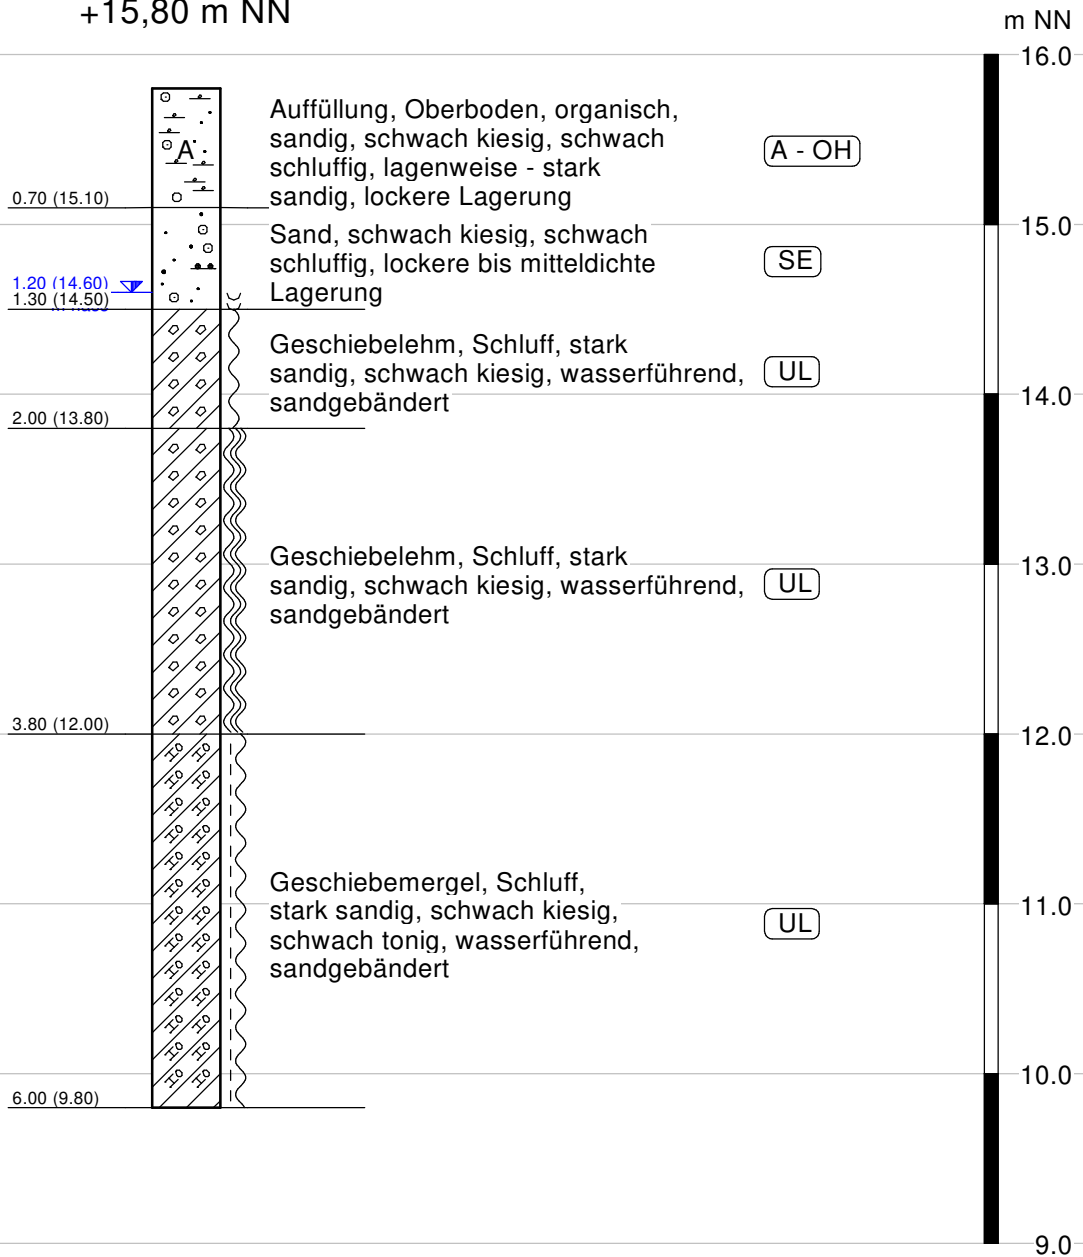 +15,80 m NN
m NN
16.0
Auffüllung, Oberboden, organisch,
sandig, schwach kiesig, schwach
schluffig, lagenweise - stark
sandig, lockere Lagerung
A - OH
A
0.70 (15.10)
15.0
Sand, schwach kiesig, schwach
schluffig, lockere bis mitteldichte
Lagerung
SE
1.20 (14.60)
1.30 (14.50)
Geschiebelehm, Schluff, stark
sandig, schwach kiesig, wasserführend,
sandgebändert
UL
14.0
2.00 (13.80)
Geschiebelehm, Schluff, stark
sandig, schwach kiesig, wasserführend,
sandgebändert
UL
13.0
3.80 (12.00)
12.0
Geschiebemergel, Schluff,
stark sandig, schwach kiesig,
schwach tonig, wasserführend,
sandgebändert
UL
11.0
10.0
6.00 (9.80)
9.0